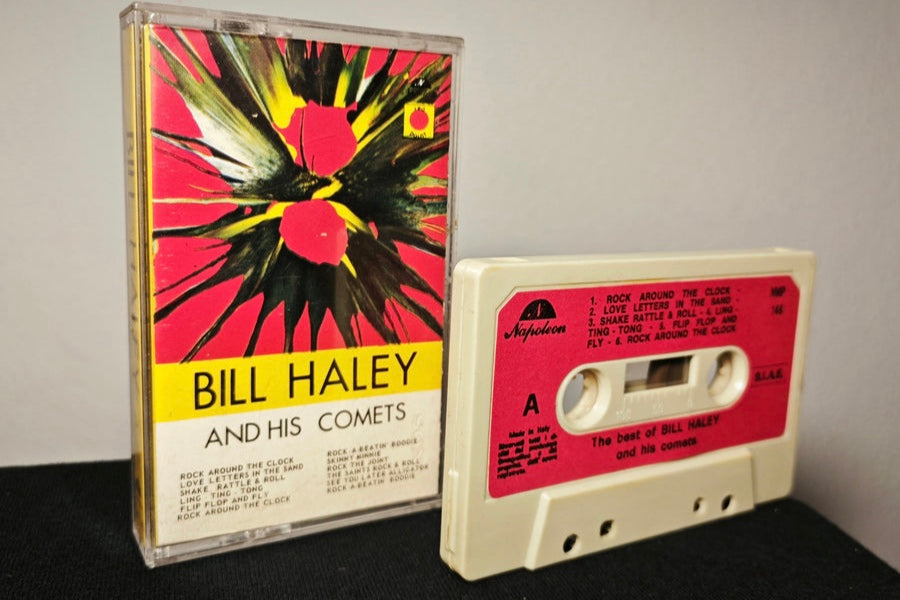 BILL HALEY
AND HIS COMETS
ROCK AROUND THE CLOCK
LOVE LETTERS IN THE SAND
SHAKE RATTLE & ROLL
LING - TING - TONG
FLIP FLOP AND FLY
ROCK AROUND THE CLOCK
ROCK-A-BEATIN' BOOGIE
SKINNY MINNIE
ROCK THE JOINT
THE SAINTS ROCK & ROLL
SEE YOU LATER ALLIGATOR
ROCK-A-BEATIN' BOOGIE
Napoleon
1. ROCK AROUND THE CLOCK -
2. LOVE LETTERS IN THE SAND -
3. SHAKE RATTLE & ROLL - 4. LING -
TING - TONG - 5. FLIP FLOP AND
FLY - 6. ROCK AROUND THE CLOCK
NMP
146
S.I.A.E.
A
Made in Italy
100 50 0
The best of BILL HALEY
and his comets